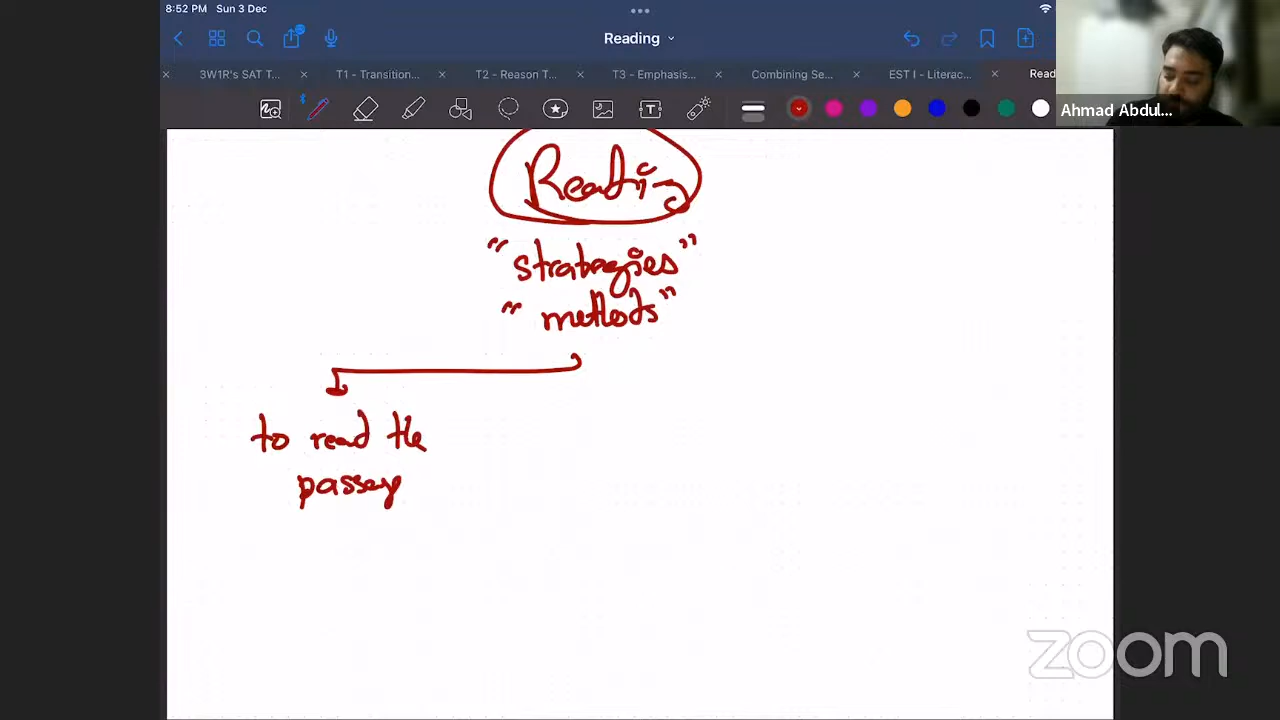 8:52 PM Sun 3 Dec
Reading
3W1R's SAT T...
T1 - Transition...
T2 - Reason T...
T3 - Emphasis...
Combining Se...
EST I - Literac...
Read
Ahmad Abdul...
Reading
"strategies"
"methods"
to read the
passage
zoom